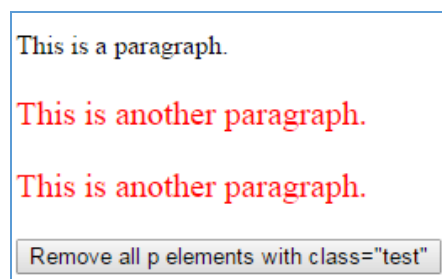 This is a paragraph.
This is another paragraph.
This is another paragraph.
Remove all p elements with class="test"